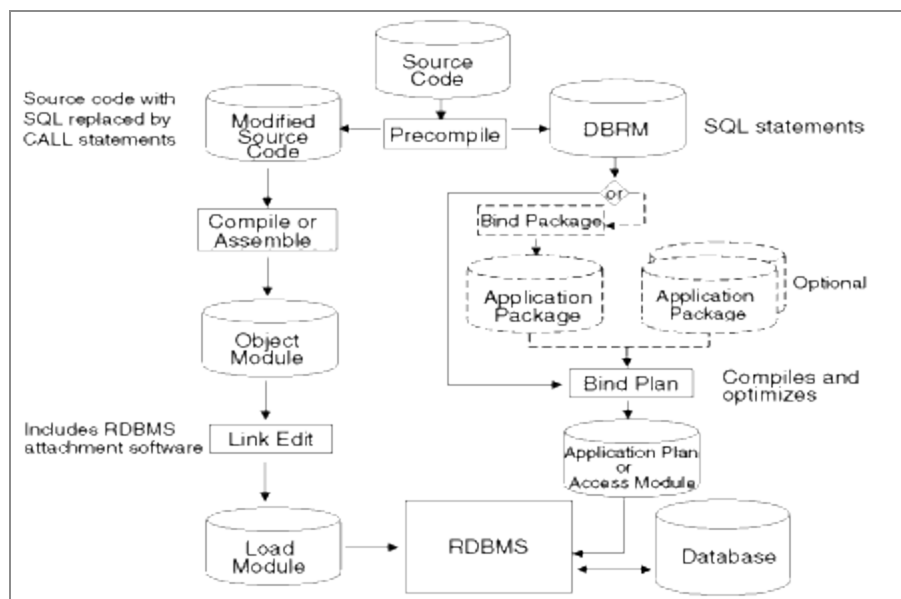 Source
Code
Source code with
SQL replaced by
CALL statements
Modified
Source
Code
Precompile
DBRM
SQL statements
or
Compile or
Assemble
Bind Package
Application
Package
Application
Package
Optional
Object
Module
Bind Plan
Compiles and
optimizes
Includes RDBMS
attachment software
Link Edit
Application Plan
or
Access Module
Load
Module
RDBMS
Database